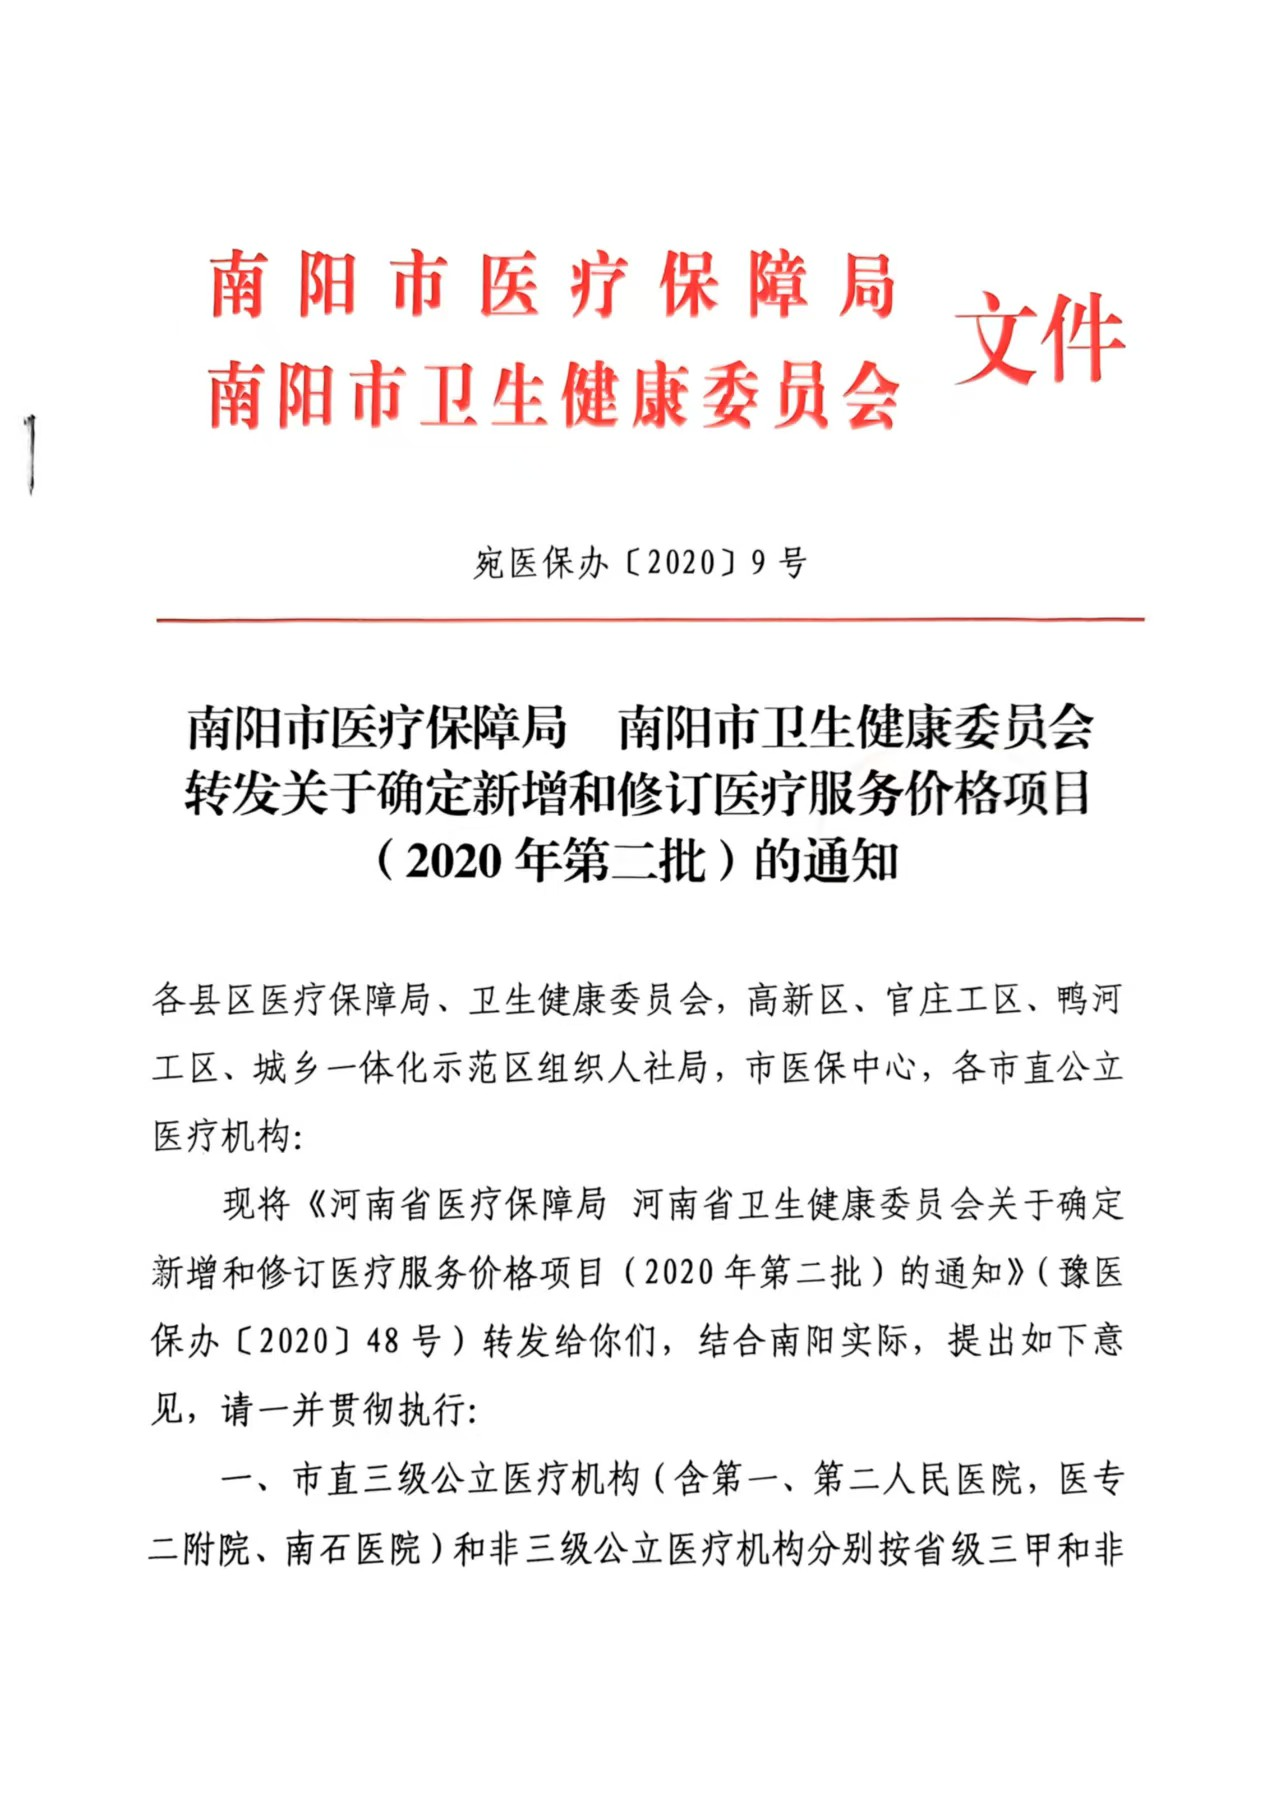 南阳市医疗保障局
南阳市卫生健康委员会
文件
宛医保办〔2020〕9号
南阳市医疗保障局 南阳市卫生健康委员会
转发关于确定新增和修订医疗服务价格项目
（2020年第二批）的通知
各县区医疗保障局、卫生健康委员会，高新区、官庄工区、鸭河
工区、城乡一体化示范区组织人社局，市医保中心，各市直公立
医疗机构：
现将《河南省医疗保障局 河南省卫生健康委员会关于确定
新增和修订医疗服务价格项目（2020年第二批）的通知》（豫医
保办〔2020〕48号）转发给你们，结合南阳实际，提出如下意
见，请一并贯彻执行：
一、市直三级公立医疗机构（含第一、第二人民医院，医专
二附院、南石医院）和非三级公立医疗机构分别按省级三甲和非